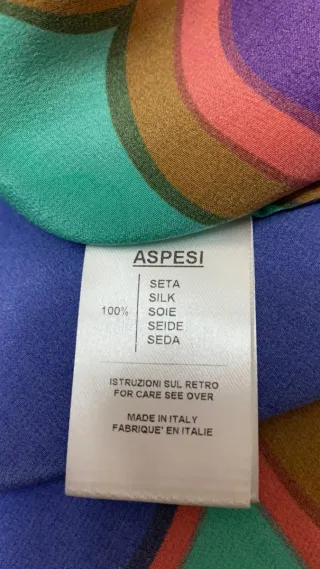 ASPESI
SETA
SILK
100% SOIE
SEIDE
SEDA
ISTRUZIONI SUL RETRO
FOR CARE SEE OVER
MADE IN ITALY
FABRIQUE' EN ITALIE